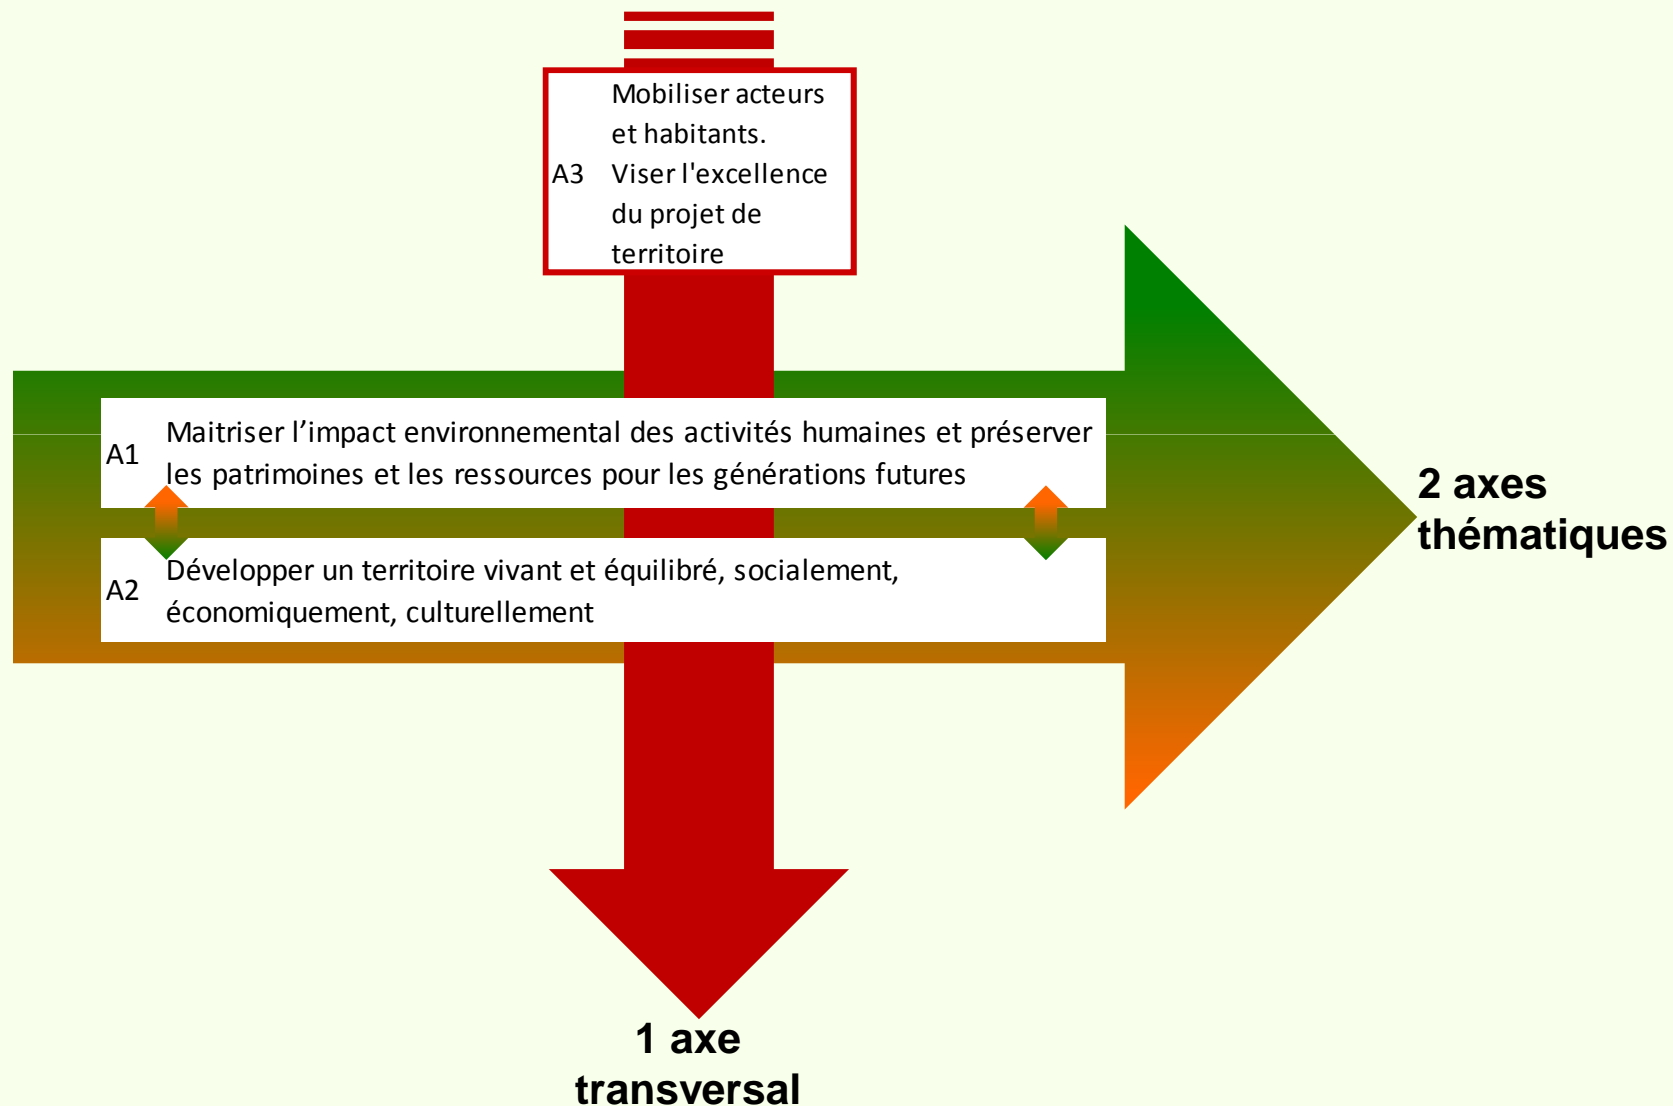 Mobiliser acteurs
et habitants.
A3 Viser l'excellence
du projet de
territoire
A1 Maitriser l’impact environnemental des activités humaines et préserver
les patrimoines et les ressources pour les générations futures
A2 Développer un territoire vivant et équilibré, socialement,
économiquement, culturellement
2 axes
thématiques
1 axe
transversal